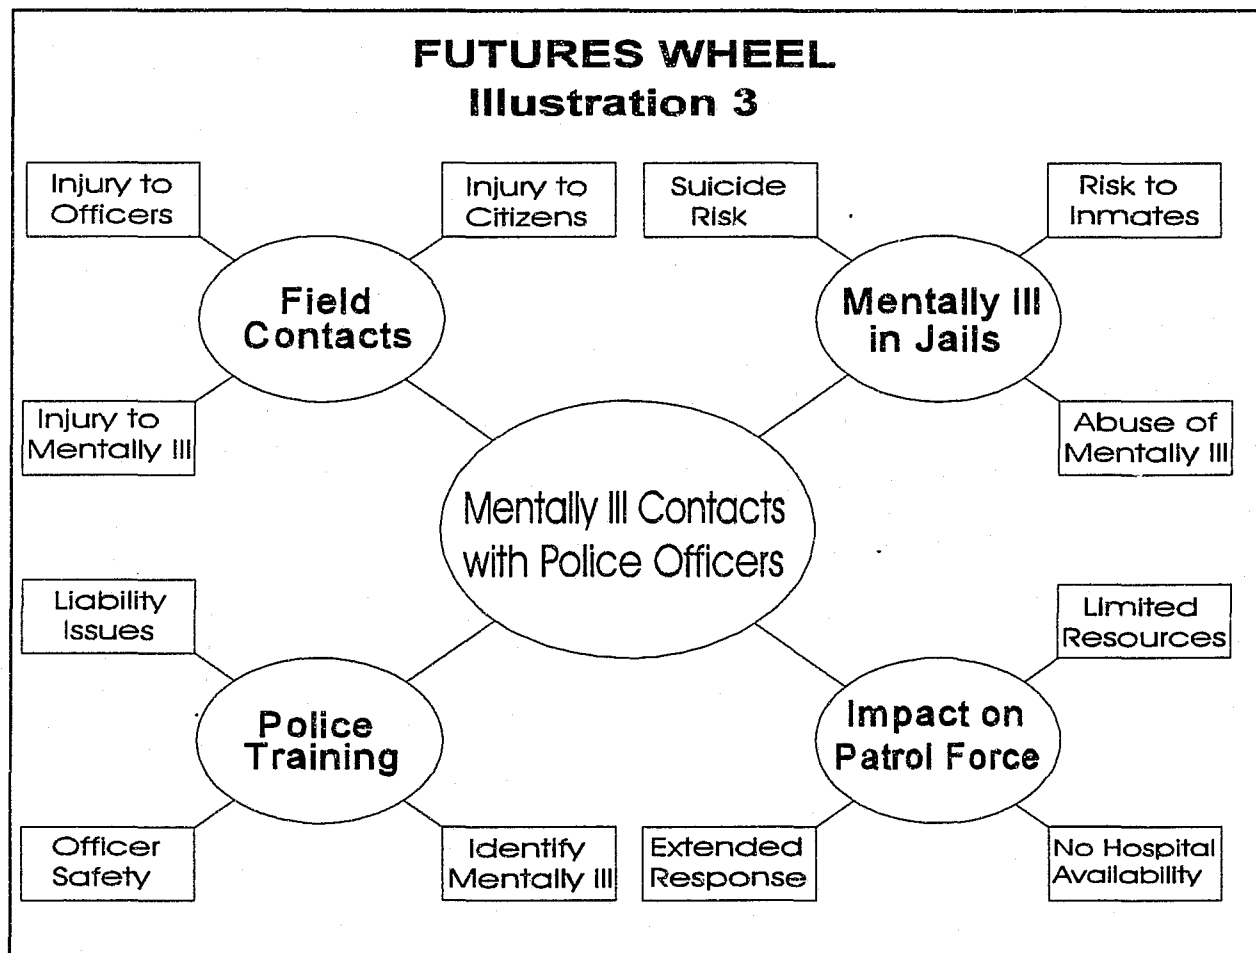 FUTURES WHEEL
Illustration 3
Injury to
Officers
Injury to
Citizens
Suicide
Risk
Risk to
Inmates
Field
Contacts
Mentally Ill
in Jails
Injury to
Mentally Ill
Abuse of
Mentally Ill
Mentally Ill Contacts
with Police Officers
Liability
Issues
Limited
Resources
Police
Training
Impact on
Patrol Force
Officer
Safety
Identify
Mentally Ill
Extended
Response
No Hospital
Availability